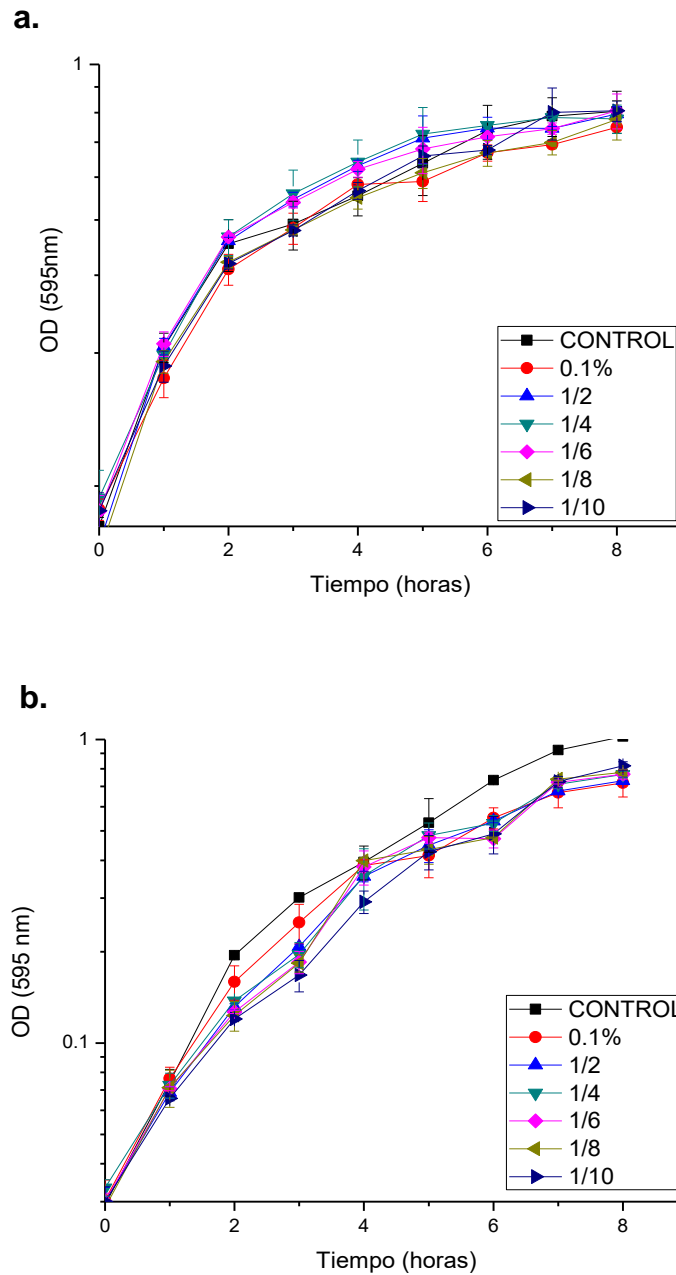 a.
1
OD (595nm)
CONTROL
0.1%
1/2
1/4
1/6
1/8
1/10
0 2 4 6 8
Tiempo (horas)
b.
1
0.1
OD (595 nm)
CONTROL
0.1%
1/2
1/4
1/6
1/8
1/10
0 2 4 6 8
Tiempo (horas)